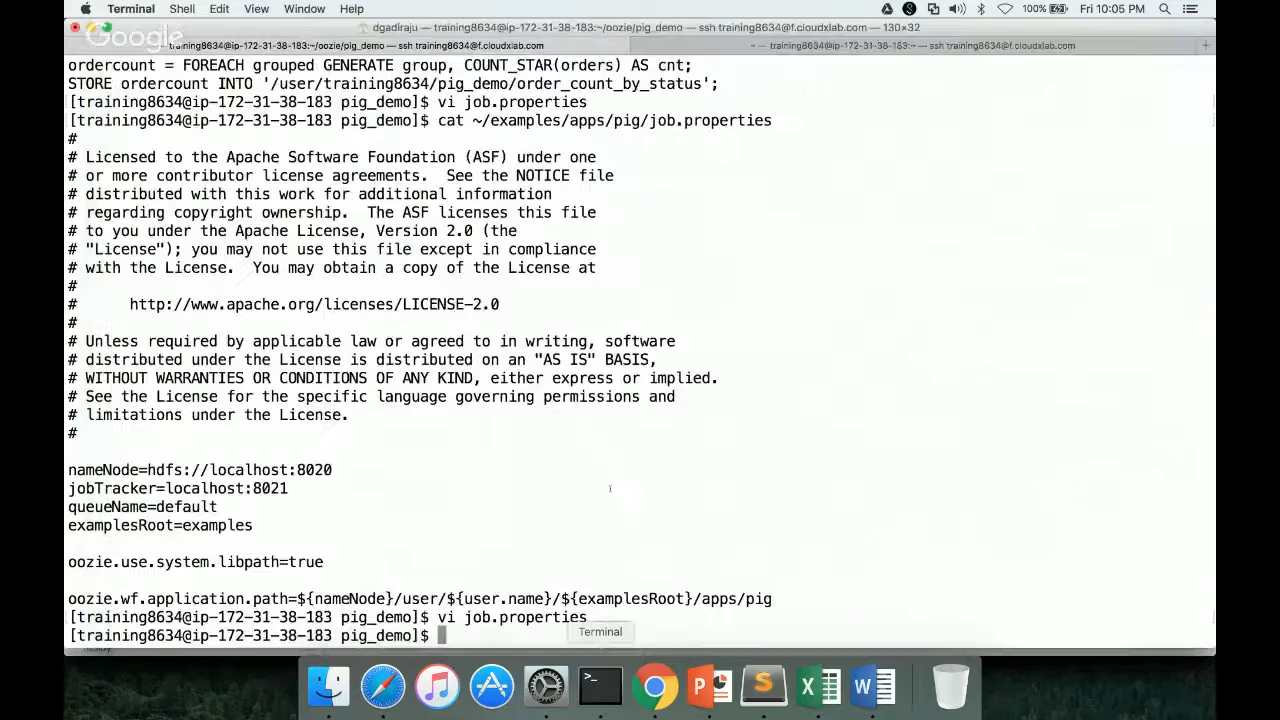 Terminal Shell Edit View Window Help 100% Fri 10:05 PM
Google
dgadiraju — training8634@ip-172-31-38-183:~/oozie/pig_demo — ssh training8634@f.cloudxlab.com — 130×32
training8634@ip-172-31-38-183:~/oozie/pig_demo — ssh training8634@f.cloudxlab.com
~ — training8634@ip-172-31-38-183:~ — ssh training8634@f.cloudxlab.com +
ordercount = FOREACH grouped GENERATE group, COUNT_STAR(orders) AS cnt;
STORE ordercount INTO '/user/training8634/pig_demo/order_count_by_status';
[training8634@ip-172-31-38-183 pig_demo]$ vi job.properties
[training8634@ip-172-31-38-183 pig_demo]$ cat ~/examples/apps/pig/job.properties
#
# Licensed to the Apache Software Foundation (ASF) under one
# or more contributor license agreements.  See the NOTICE file
# distributed with this work for additional information
# regarding copyright ownership.  The ASF licenses this file
# to you under the Apache License, Version 2.0 (the
# "License"); you may not use this file except in compliance
# with the License.  You may obtain a copy of the License at
#
#      http://www.apache.org/licenses/LICENSE-2.0
#
# Unless required by applicable law or agreed to in writing, software
# distributed under the License is distributed on an "AS IS" BASIS,
# WITHOUT WARRANTIES OR CONDITIONS OF ANY KIND, either express or implied.
# See the License for the specific language governing permissions and
# limitations under the License.
#
nameNode=hdfs://localhost:8020
jobTracker=localhost:8021
queueName=default
examplesRoot=examples
oozie.use.system.libpath=true
oozie.wf.application.path=${nameNode}/user/${user.name}/${examplesRoot}/apps/pig
[training8634@ip-172-31-38-183 pig_demo]$ vi job.properties
[training8634@ip-172-31-38-183 pig_demo]$
Terminal